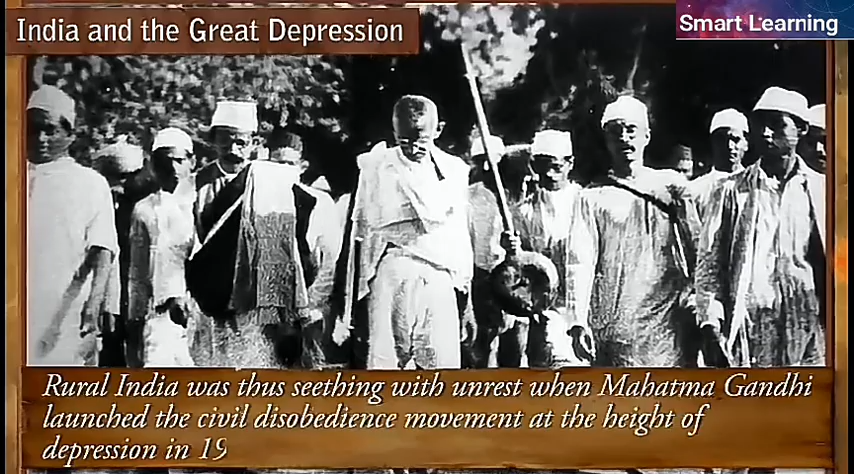 India and the Great Depression
Smart Learning
Rural India was thus seething with unrest when Mahatma Gandhi
launched the civil disobedience movement at the height of
depression in 19